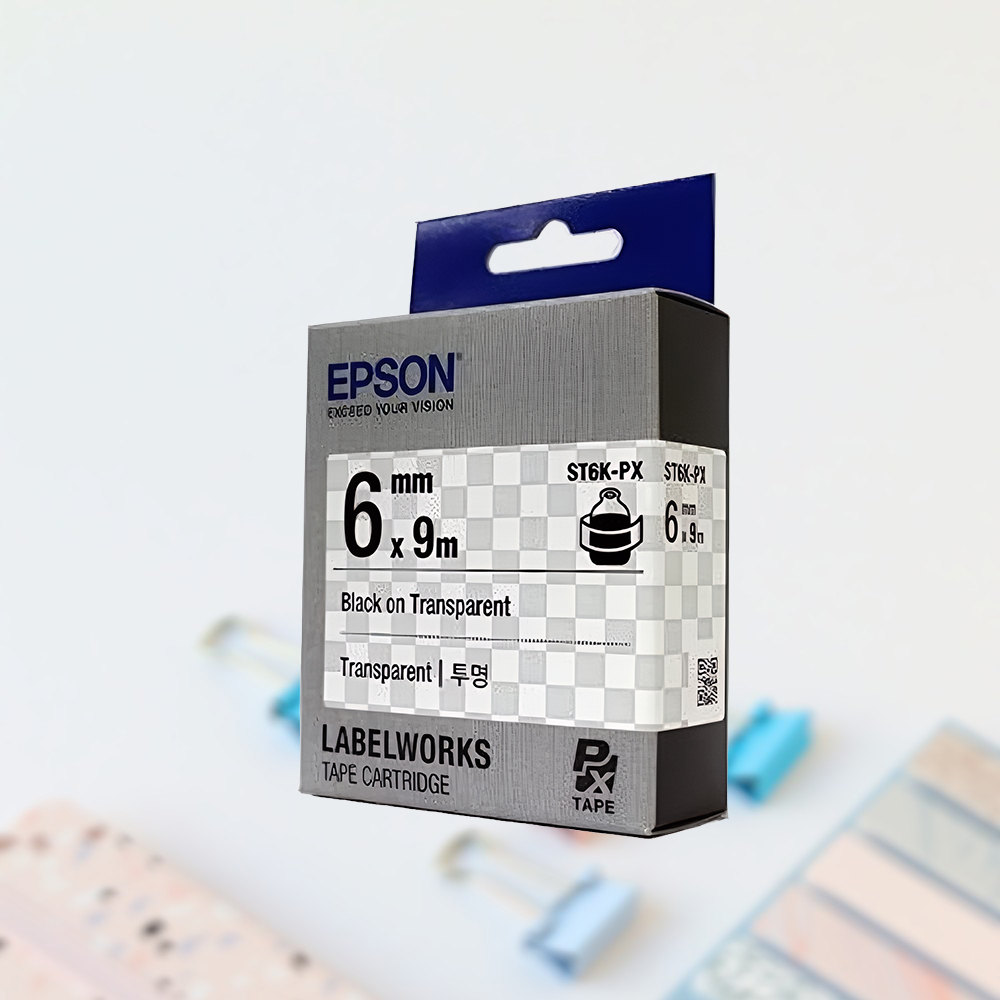 EPSON
EXCEED YOUR VISION
6 mm x 9m
ST6K-PX
Black on Transparent
Transparent | 투명
LABELWORKS
TAPE CARTRIDGE
Px
TAPE
ST6K-PX
6 mm x 9m